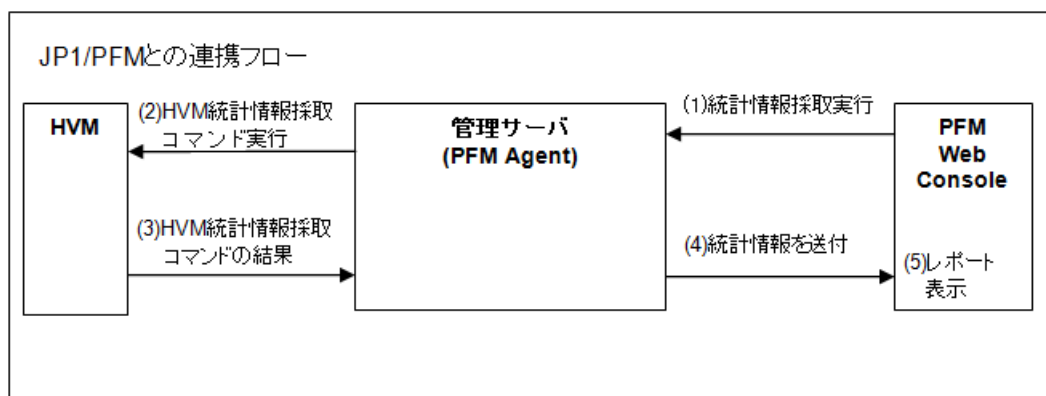 JP1/PFMとの連携フロー
HVM
(2)HVM統計情報採取
コマンド実行
(3)HVM統計情報採取
コマンドの結果
管理サーバ
(PFM Agent)
(1)統計情報採取実行
(4)統計情報を送付
PFM
Web
Console
(5)レポート
表示